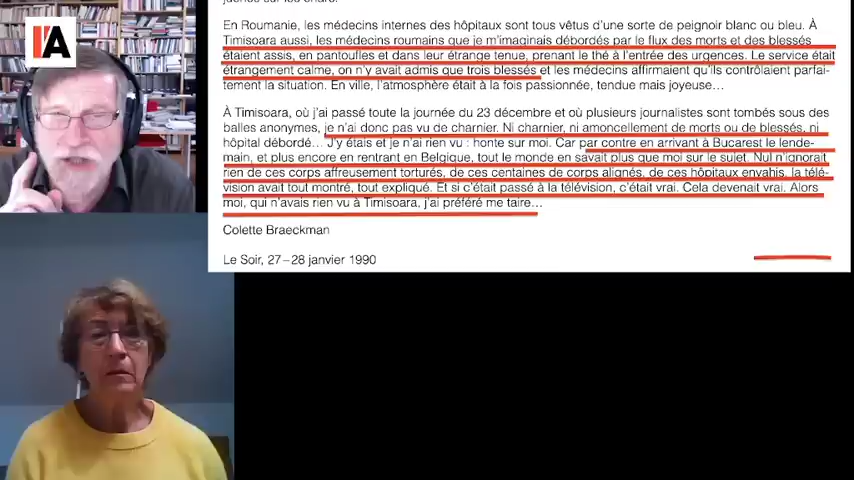 IA
En Roumanie, les médecins internes des hôpitaux sont tous vêtus d'une sorte de peignoir blanc ou bleu. À
Timisoara aussi, les médecins roumains que je m'imaginais débordés par le flux des morts et des blessés
étaient assis, en pantoufles et dans leur étrange tenue, prenant le thé à l'entrée des urgences. Le service était
étrangement calme, on n'y avait admis que trois blessés et les médecins affirmaient qu'ils contrôlaient parfai-
tement la situation. En ville, l'atmosphère était à la fois passionnée, tendue mais joyeuse…
À Timisoara, où j'ai passé toute la journée du 23 décembre et où plusieurs journalistes sont tombés sous des
balles anonymes, je n'ai donc pas vu de charnier. Ni charnier, ni amoncellement de morts ou de blessés, ni
hôpital débordé… J'y étais et je n'ai rien vu : honte sur moi. Car par contre en arrivant à Bucarest le lende-
main, et plus encore en rentrant en Belgique, tout le monde en savait plus que moi sur le sujet. Nul n'ignorait
rien de ces corps affreusement torturés, de ces centaines de corps alignés, de ces hôpitaux envahis, la télé-
vision avait tout montré, tout expliqué. Et si c'était passé à la télévision, c'était vrai. Cela devenait vrai. Alors
moi, qui n'avais rien vu à Timisoara, j'ai préféré me taire…
Colette Braeckman
Le Soir, 27–28 janvier 1990